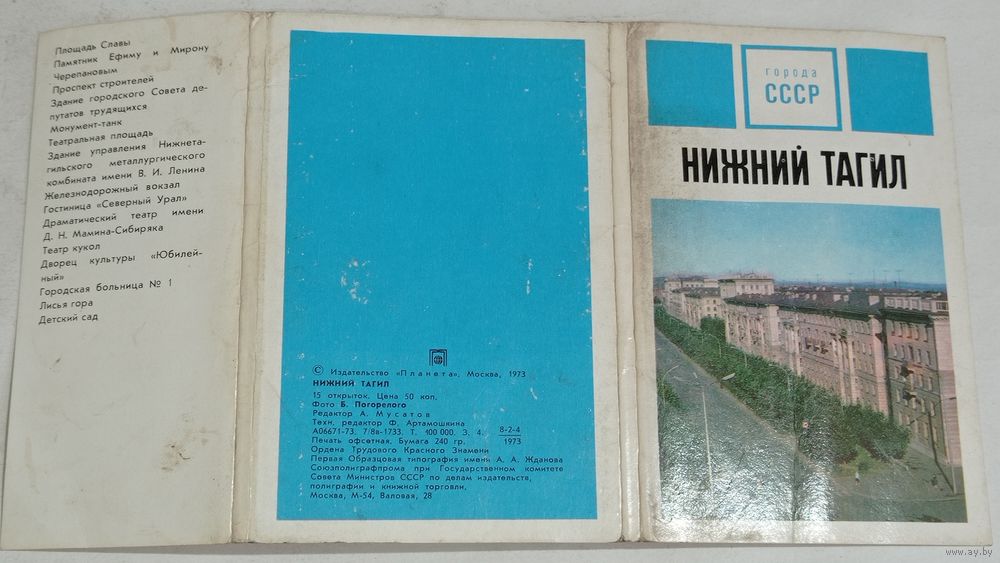 Площадь Славы
Памятник Ефиму и Мирону
Черепановым
Проспект строителей
Здание городского Совета де-
путатов трудящихся
Монумент-танк
Театральная площадь
Здание управления Нижнета-
гильского металлургического
комбината имени В. И. Ленина
Железнодорожный вокзал
Гостиница «Северный Урал»
Драматический театр имени
Д. Н. Мамина-Сибиряка
Театр кукол
Дворец культуры «Юбилей-
ный»
Городская больница № 1
Лисья гора
Детский сад
© Издательство «Планета». Москва, 1973
НИЖНИЙ ТАГИЛ
15 открыток. Цена 50 коп.
Фото Б. Погорелого
Редактор А. Мусатов
Техн. редактор Ф. Артамошкина
А06671-73. 7/8в-1733. Т. 100 000. З. 4. 8-2-4
1973
Печать офсетная. Бумага 240 гр.
Ордена Трудового Красного Знамени
Первая Образцовая типография имени А. А. Жданова
Союзполиграфпрома при Государственном комитете
Совета Министров СССР по делам издательств,
полиграфии и книжной торговли.
Москва, М-54, Валовая, 28
города
СССР
НИЖНИЙ ТАГИЛ
www.ay.by